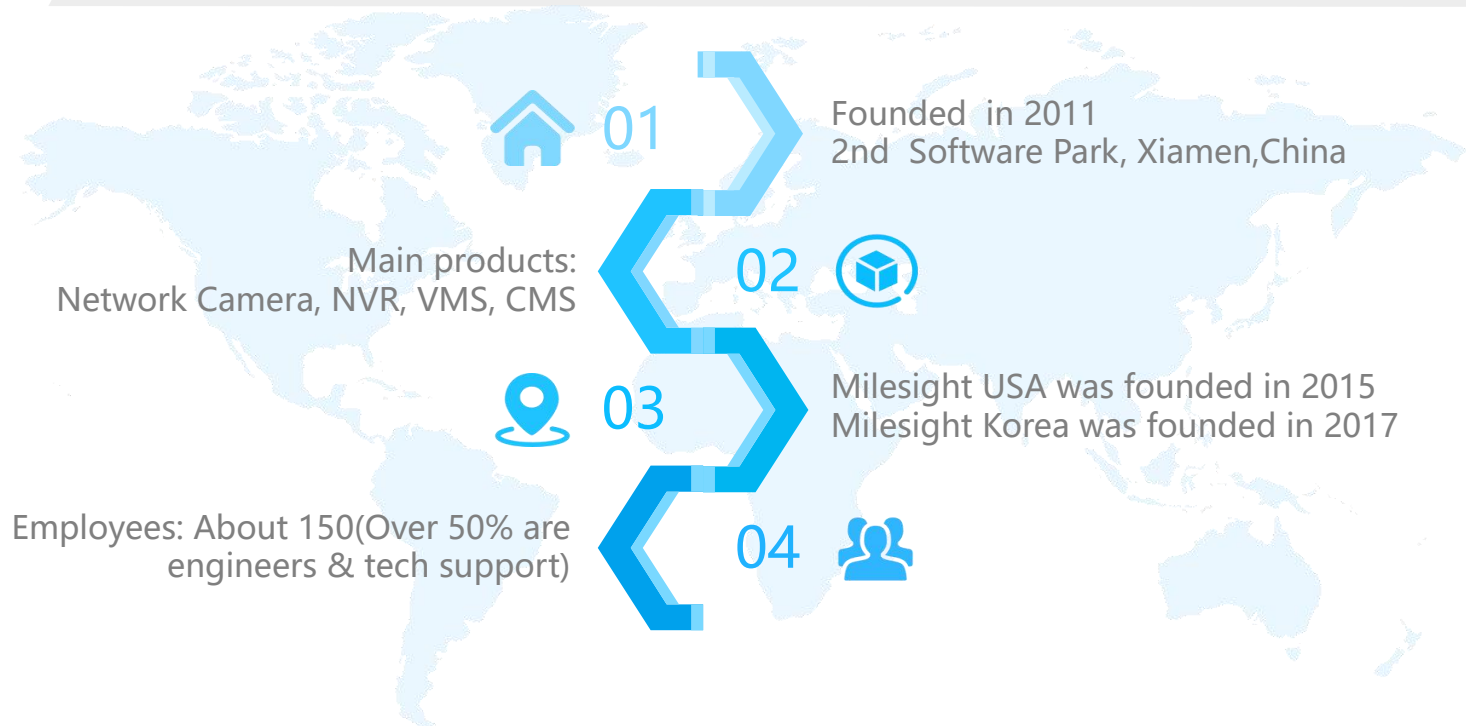 01
Founded  in 2011
2nd  Software Park, Xiamen,China
Main products:
Network Camera, NVR, VMS, CMS
02
03
Milesight USA was founded in 2015
Milesight Korea was founded in 2017
Employees: About 150(Over 50% are
engineers & tech support)
04